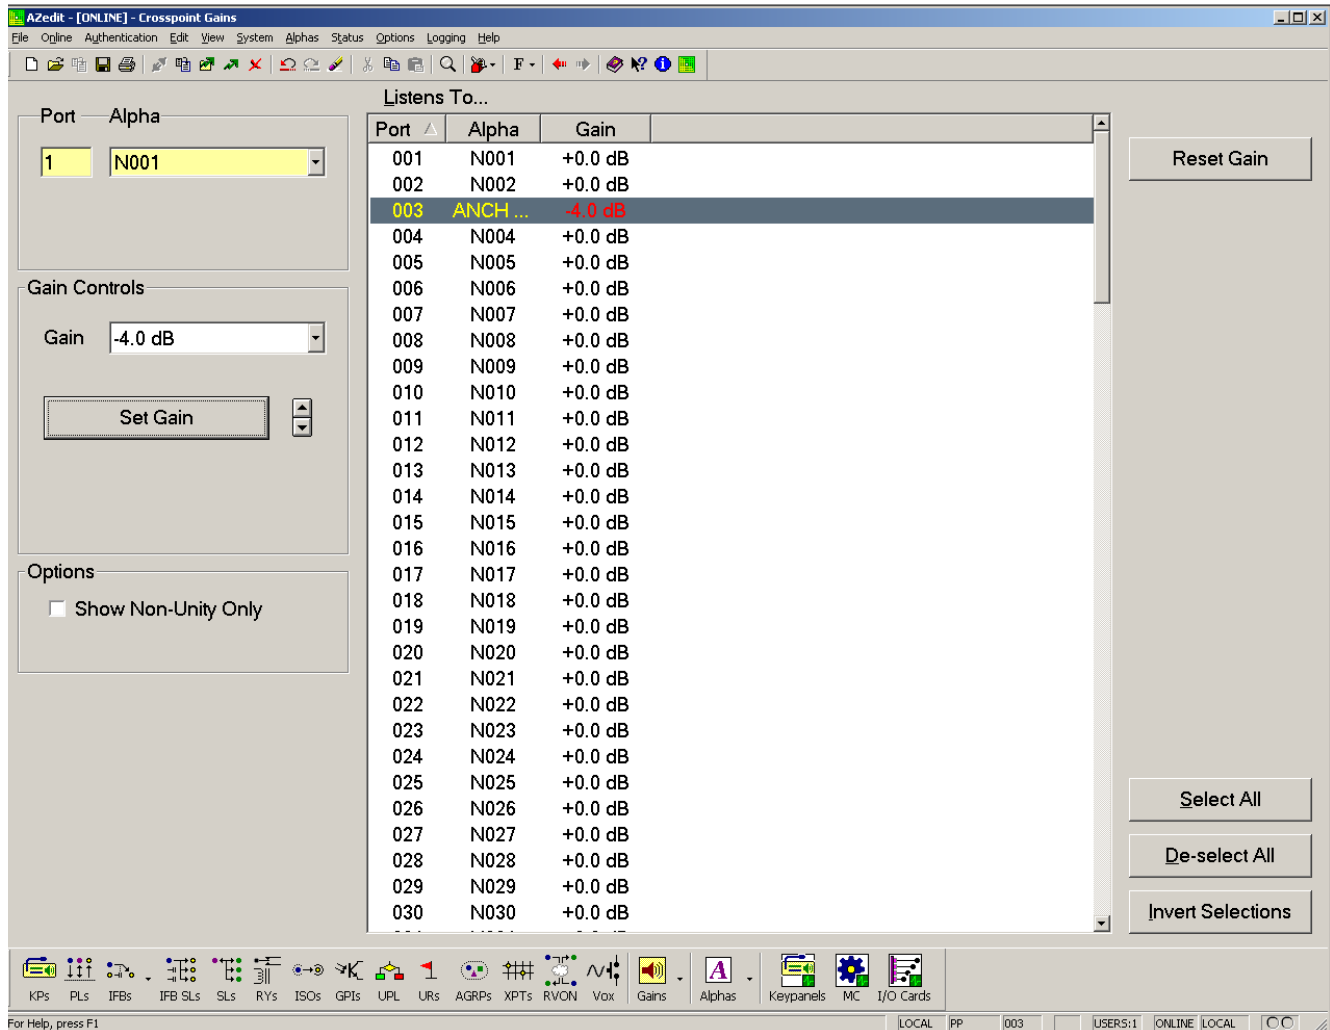 AZedit - [ONLINE] - Crosspoint Gains
File Online Authentication Edit View System Alphas Status Options Logging Help
F
Listens To...
Port Alpha
1 N001
Gain Controls
Gain -4.0 dB
Set Gain
Options
Show Non-Unity Only
Port Alpha Gain
001 N001 +0.0 dB
002 N002 +0.0 dB
003 ANCH ... -4.0 dB
004 N004 +0.0 dB
005 N005 +0.0 dB
006 N006 +0.0 dB
007 N007 +0.0 dB
008 N008 +0.0 dB
009 N009 +0.0 dB
010 N010 +0.0 dB
011 N011 +0.0 dB
012 N012 +0.0 dB
013 N013 +0.0 dB
014 N014 +0.0 dB
015 N015 +0.0 dB
016 N016 +0.0 dB
017 N017 +0.0 dB
018 N018 +0.0 dB
019 N019 +0.0 dB
020 N020 +0.0 dB
021 N021 +0.0 dB
022 N022 +0.0 dB
023 N023 +0.0 dB
024 N024 +0.0 dB
025 N025 +0.0 dB
026 N026 +0.0 dB
027 N027 +0.0 dB
028 N028 +0.0 dB
029 N029 +0.0 dB
030 N030 +0.0 dB
Reset Gain
Select All
De-select All
Invert Selections
KPs PLs IFBs IFB SLs SLs RYs ISOs GPIs UPL URs AGRPs XPTs RVON Vox Gains Alphas Keypanels MC I/O Cards
For Help, press F1 LOCAL PP 003 USERS:1 ONLINE LOCAL